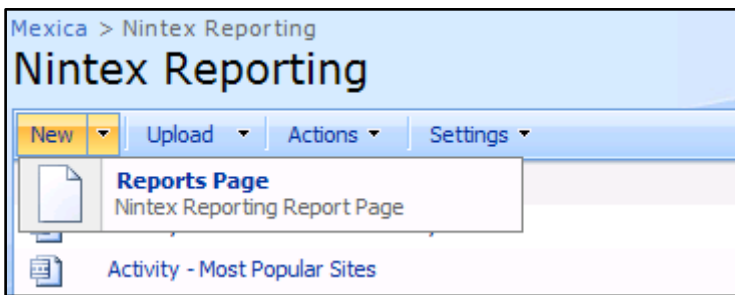 Mexica > Nintex Reporting
Nintex Reporting
New Upload Actions Settings
Reports Page
Nintex Reporting Report Page
Activity - Most Popular Sites